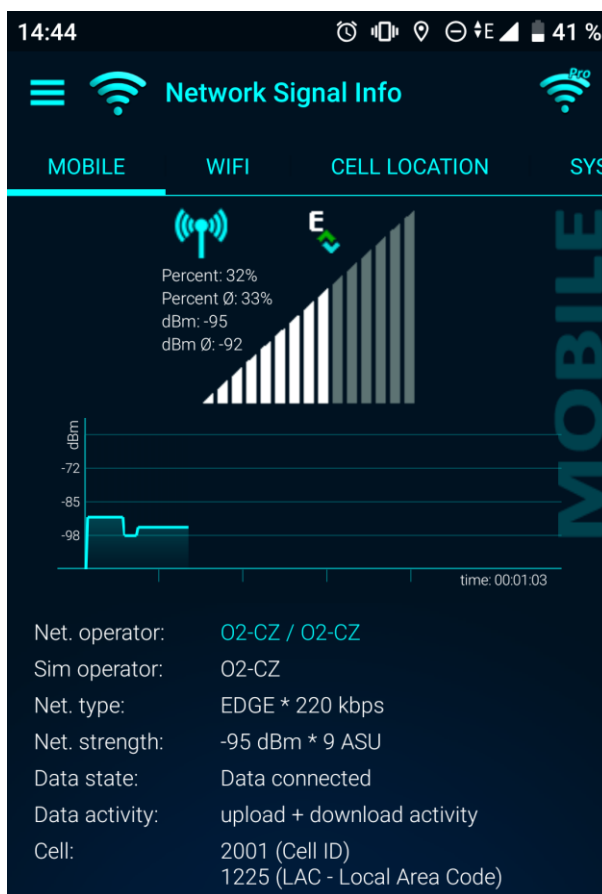 14:44 E 41 %
Network Signal Info Pro
MOBILE WIFI CELL LOCATION SYS
E
Percent: 32%
Percent Ø: 33%
dBm: -95
dBm Ø: -92
MOBILE
dBm
-72
-85
-98
time: 00:01:03
Net. operator: O2-CZ / O2-CZ
Sim operator: O2-CZ
Net. type: EDGE * 220 kbps
Net. strength: -95 dBm * 9 ASU
Data state: Data connected
Data activity: upload + download activity
Cell: 2001 (Cell ID)
1225 (LAC - Local Area Code)